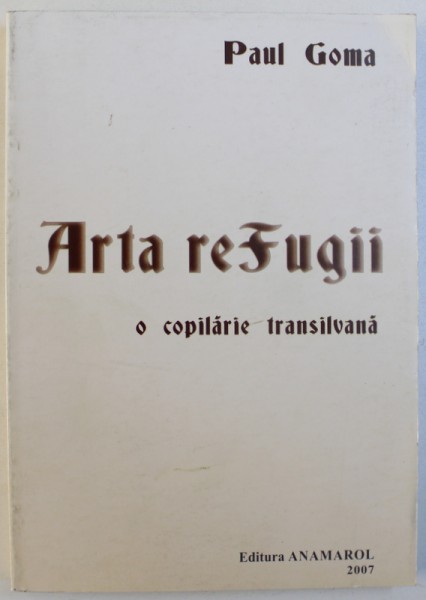 Paul Goma
Arta reFugii
o copilărie transilvană
Editura ANAMAROL
2007